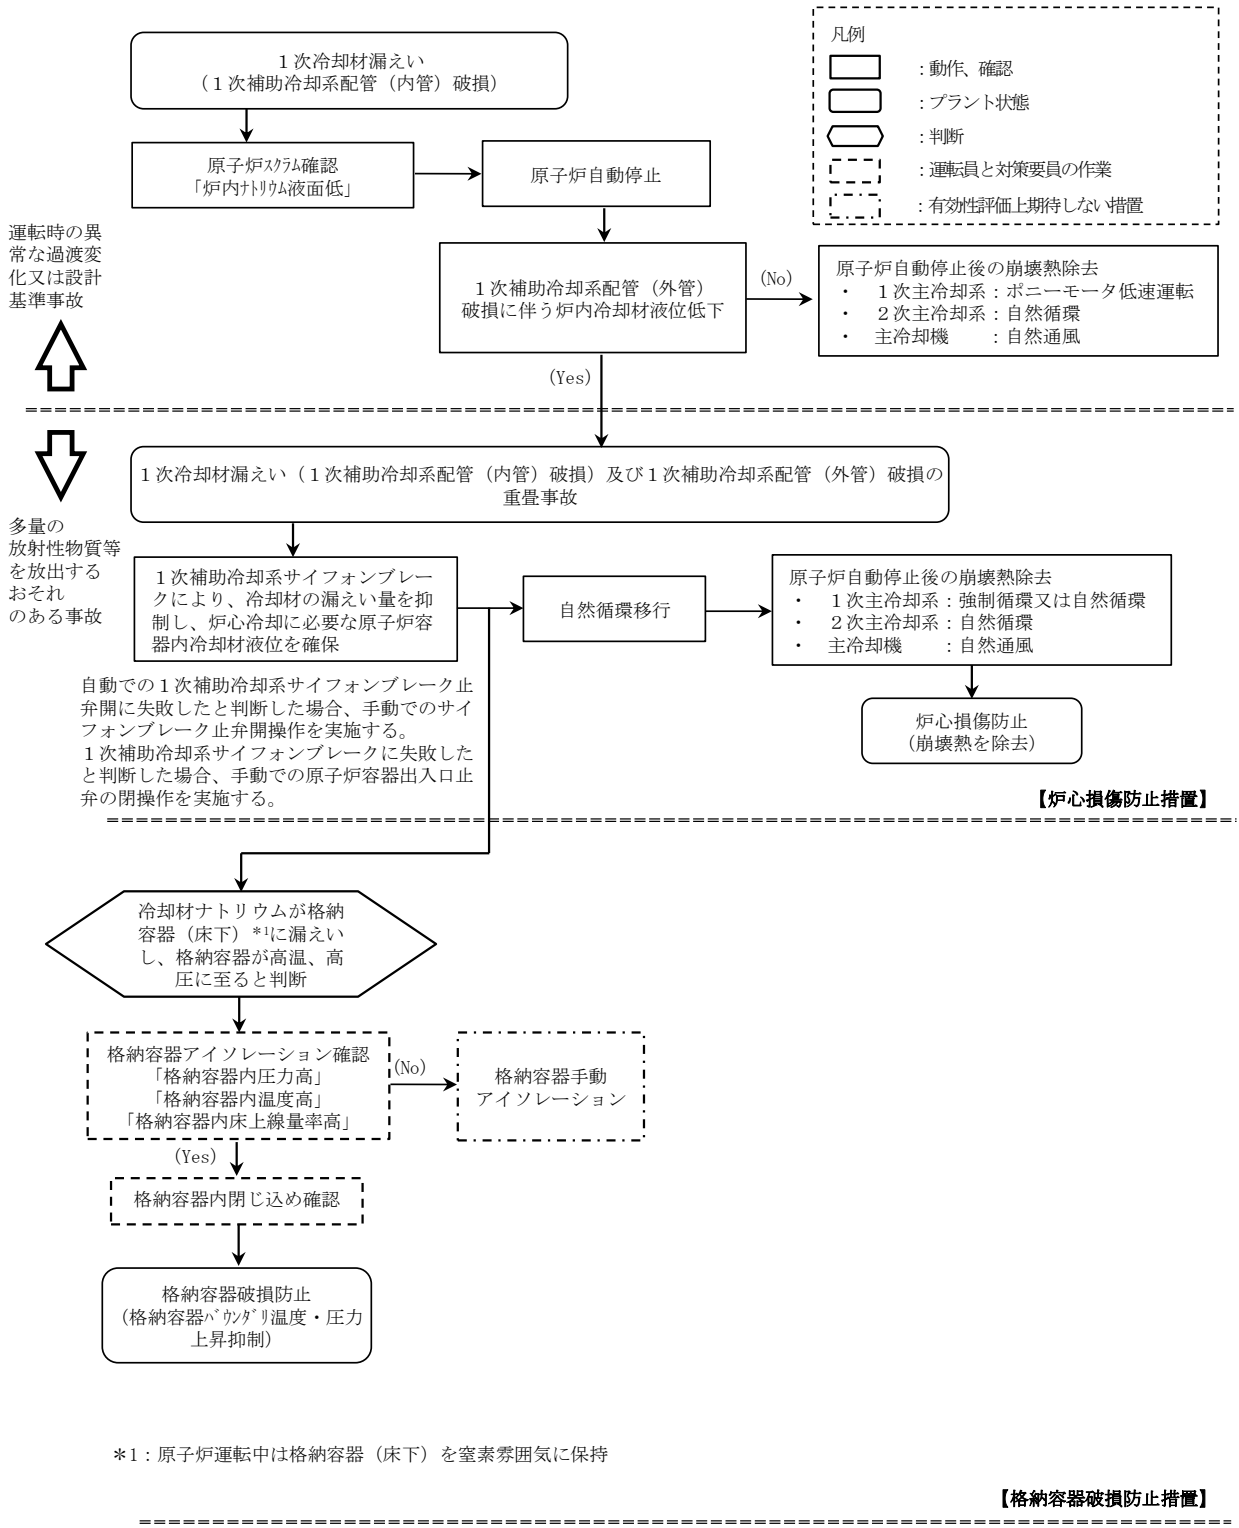 凡例
：動作、確認
：プラント状態
：判断
：運転員と対策要員の作業
：有効性評価上期待しない措置
１次冷却材漏えい
（１次補助冷却系配管（内管）破損）
原子炉ｽｸﾗﾑ確認
「炉内ﾅﾄﾘｳﾑ液面低」
原子炉自動停止
運転時の異
常な過渡変
化又は設計
基準事故
１次補助冷却系配管（外管）
破損に伴う炉内冷却材液位低下
(No)
原子炉自動停止後の崩壊熱除去
・　１次主冷却系：ポニーモータ低速運転
・　２次主冷却系：自然循環
・　主冷却機　　：自然通風
(Yes)
１次冷却材漏えい（１次補助冷却系配管（内管）破損）及び１次補助冷却系配管（外管）破損の
重畳事故
多量の
放射性物質等
を放出する
おそれ
のある事故
１次補助冷却系サイフォンブレー
クにより、冷却材の漏えい量を抑
制し、炉心冷却に必要な原子炉容
器内冷却材液位を確保
自然循環移行
原子炉自動停止後の崩壊熱除去
・　１次主冷却系：強制循環又は自然循環
・　２次主冷却系：自然循環
・　主冷却機　　：自然通風
自動での１次補助冷却系サイフォンブレーク止
弁開に失敗したと判断した場合、手動でのサイ
フォンブレーク止弁開操作を実施する。
１次補助冷却系サイフォンブレークに失敗した
と判断した場合、手動での原子炉容器出入口止
弁の閉操作を実施する。
炉心損傷防止
（崩壊熱を除去）
【炉心損傷防止措置】
冷却材ナトリウムが格納
容器（床下）*1に漏えい
し、格納容器が高温、高
圧に至ると判断
格納容器アイソレーション確認
「格納容器内圧力高」
「格納容器内温度高」
「格納容器内床上線量率高」
(No)
格納容器手動
アイソレーション
(Yes)
格納容器内閉じ込め確認
格納容器破損防止
（格納容器ﾊﾞｳﾝﾀﾞﾘ温度・圧力
上昇抑制）
＊1：原子炉運転中は格納容器（床下）を窒素雰囲気に保持
【格納容器破損防止措置】